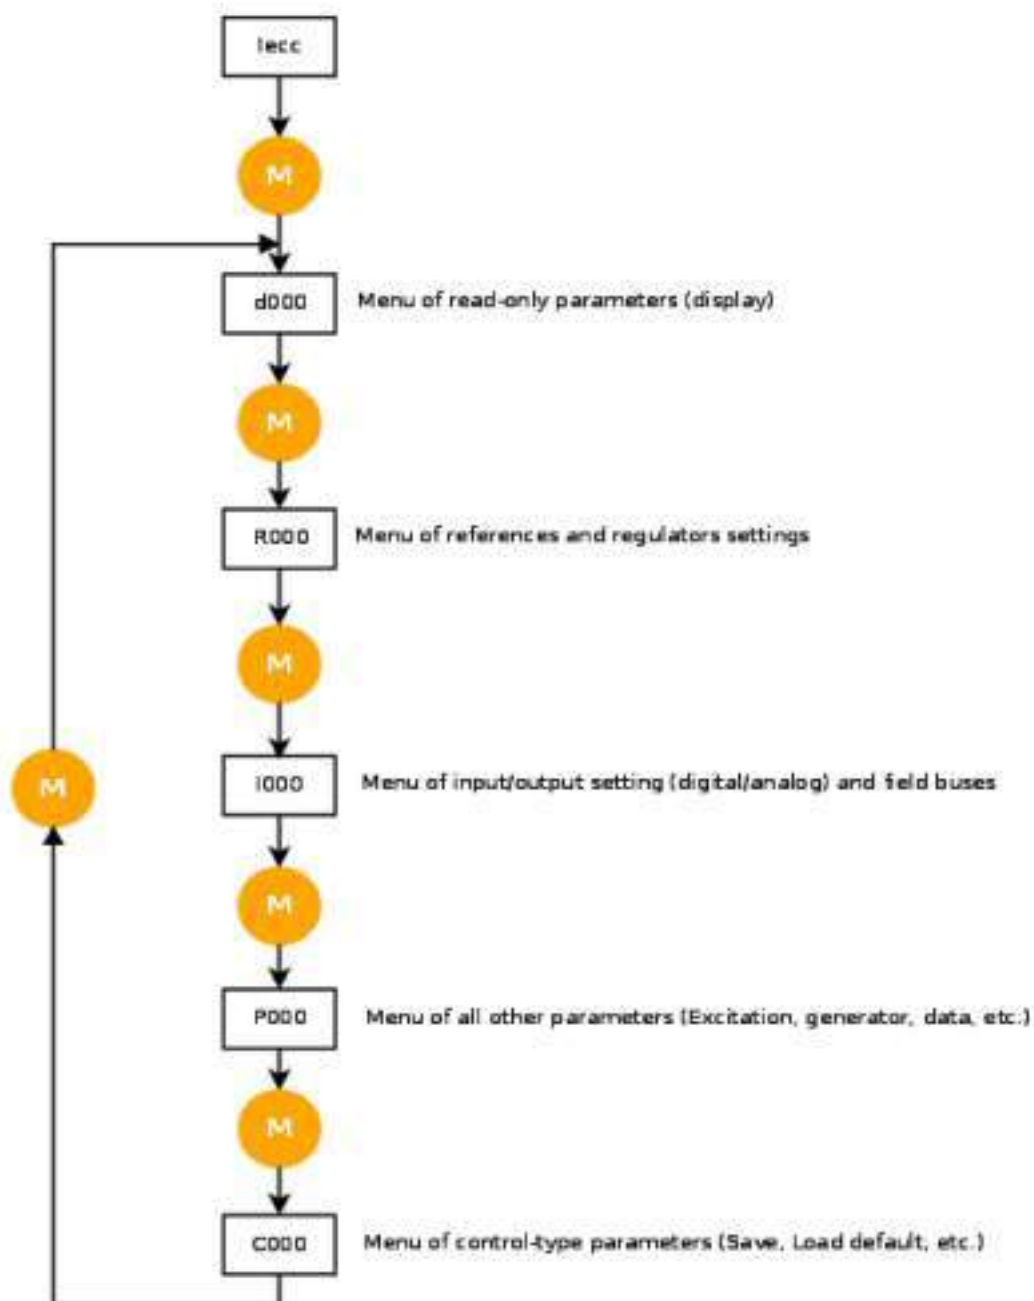 Iecc
M
d000 Menu of read-only parameters (display)
M
R000 Menu of references and regulators settings
M
I000 Menu of input/output setting (digital/analog) and field buses
M
M
P000 Menu of all other parameters (Excitation, generator, data, etc.)
M
C000 Menu of control-type parameters (Save, Load default, etc.)